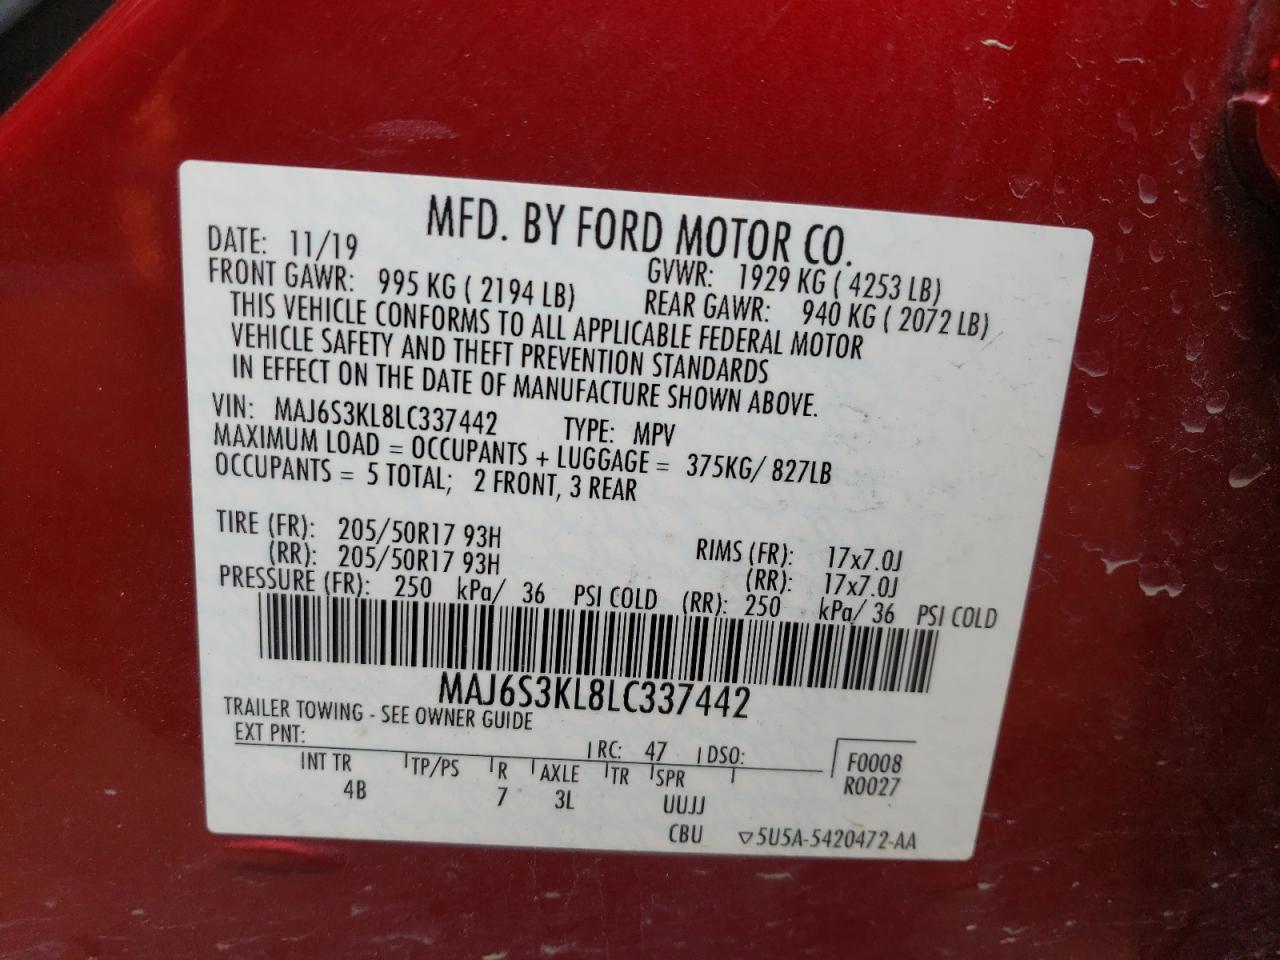 MFD. BY FORD MOTOR CO.
DATE: 11/19 GVWR: 1929 KG ( 4253 LB)
FRONT GAWR: 995 KG ( 2194 LB) REAR GAWR: 940 KG ( 2072 LB)
THIS VEHICLE CONFORMS TO ALL APPLICABLE FEDERAL MOTOR
VEHICLE SAFETY AND THEFT PREVENTION STANDARDS
IN EFFECT ON THE DATE OF MANUFACTURE SHOWN ABOVE.
VIN: MAJ6S3KL8LC337442 TYPE: MPV
MAXIMUM LOAD = OCCUPANTS + LUGGAGE = 375KG/ 827LB
OCCUPANTS = 5 TOTAL; 2 FRONT, 3 REAR
TIRE (FR): 205/50R17 93H RIMS (FR): 17x7.0J
(RR): 205/50R17 93H (RR): 17x7.0J
PRESSURE (FR): 250 kPa/ 36 PSI COLD (RR): 250 kPa/ 36 PSI COLD
MAJ6S3KL8LC337442
TRAILER TOWING - SEE OWNER GUIDE
EXT PNT: RC: 47 DSO: F0008
INT TR TP/PS R AXLE TR SPR R0027
4B 7 3L UUJJ
CBU ▽5U5A-5420472-AA